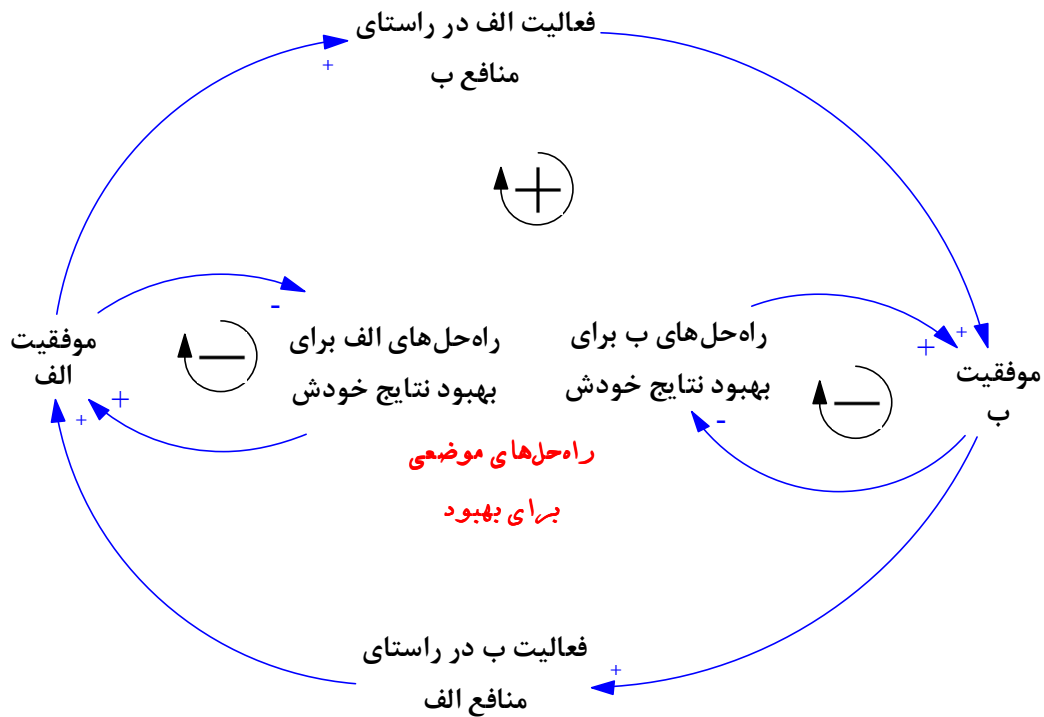 فعالیت الف در راستای
منافع ب
+
+
-
موفقیت
الف
راه‌حل‌های الف برای
بهبود نتایج خودش
-
+
+
راه‌حل‌های ب برای
بهبود نتایج خودش
-
+
+
موفقیت
ب
-
راه‌حل‌های موضعی
برای بهبود
فعالیت ب در راستای
منافع الف
+